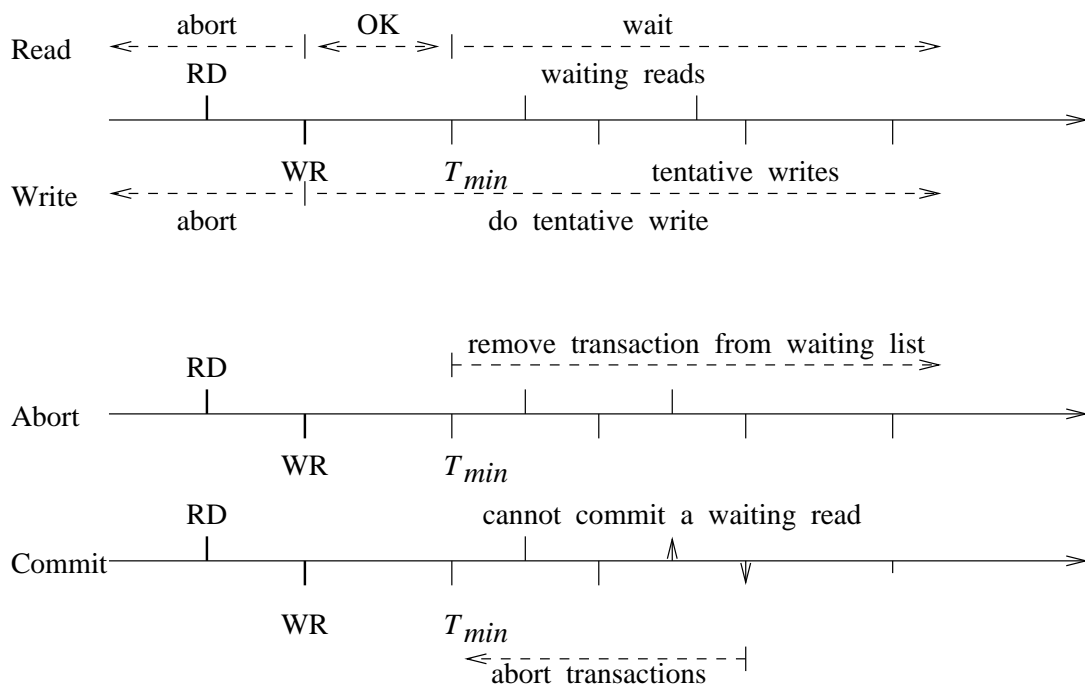 abort OK wait
Read
RD waiting reads
WR T min tentative writes
Write
abort do tentative write
remove transaction from waiting list
RD
Abort
WR T min
RD cannot commit a waiting read
Commit
WR T min
abort transactions